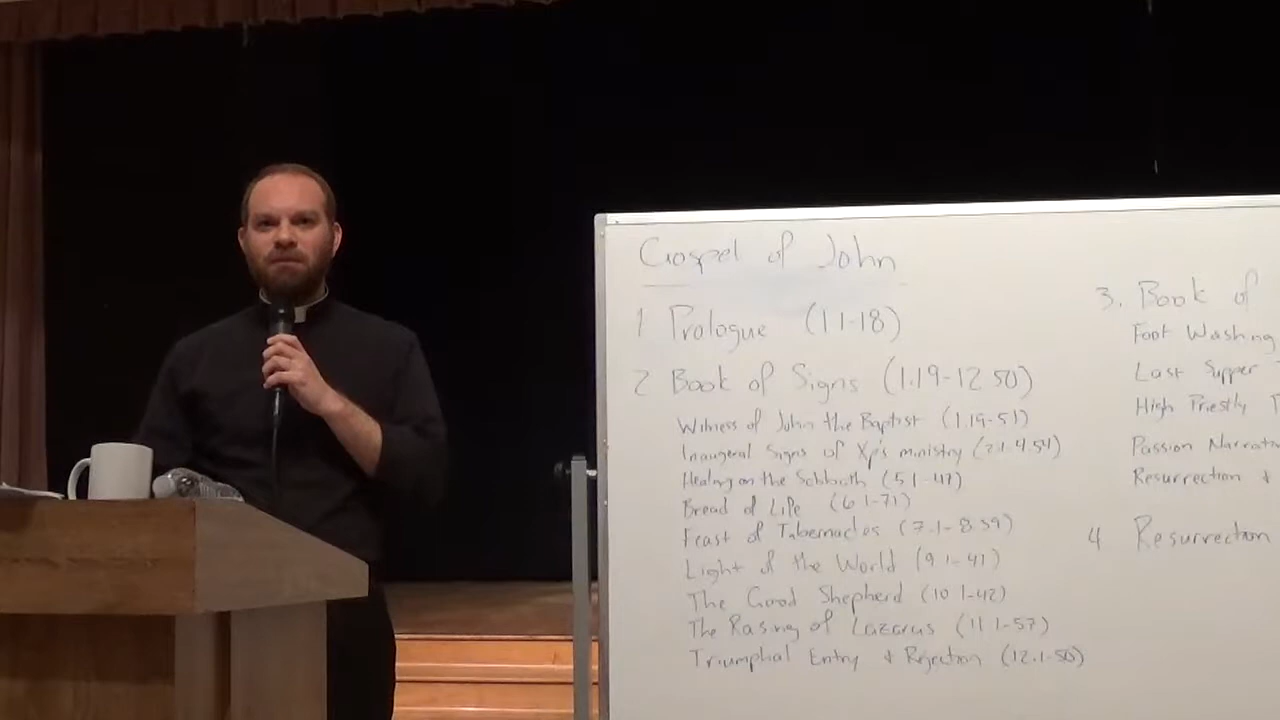 Gospel of John
1 Prologue (1 1-18)
2 Book of Signs (1.19-12 50)
Witness of John the Baptist (1.19-51)
Inaugeral Signs of Xp's ministry (2.1-4.54)
Healing on the Sabbath (5 1-47)
Bread of Life (6 1-71)
Feast of Tabernacles (7.1-8.59)
Light of the World (9 1-41)
The Good Shepherd (10 1-42)
The Rasing of Lazarus (11 1-57)
Triumphal Entry & Rejection (12.1-50)
3. Book of
Foot Washing
Last Supper
High Priestly
Passion Narrati
Resurrection &
4 Resurrection